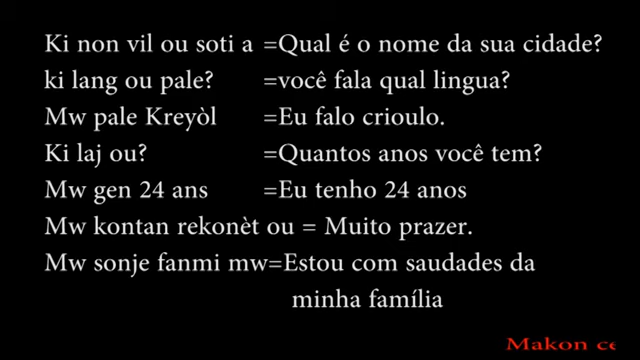 Ki non vil ou soti a =Qual é o nome da sua cidade?
ki lang ou pale? =você fala qual lingua?
Mw pale Kreyòl =Eu falo crioulo.
Ki laj ou? =Quantos anos você tem?
Mw gen 24 ans =Eu tenho 24 anos
Mw kontan rekonèt ou = Muito prazer.
Mw sonje fanmi mw=Estou com saudades da
minha família
Makon